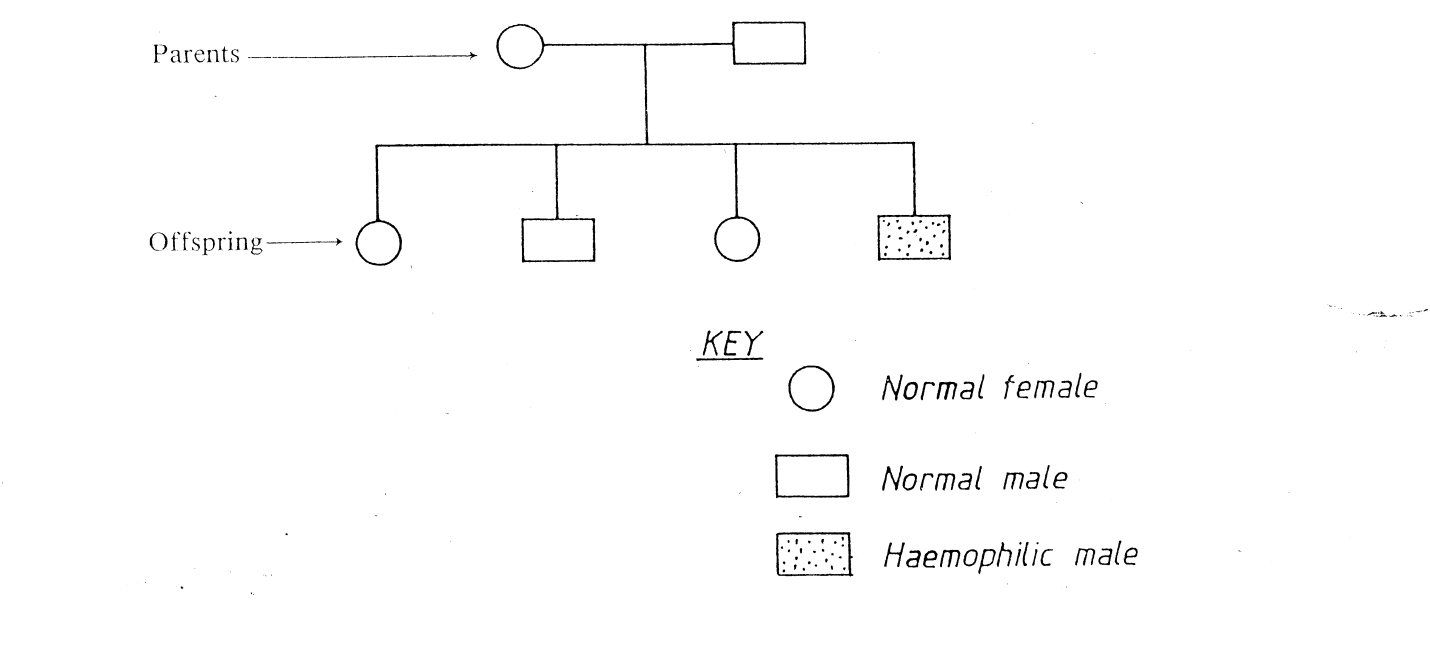 Parents
Offspring
KEY
Normal female
Normal male
Haemophilic male